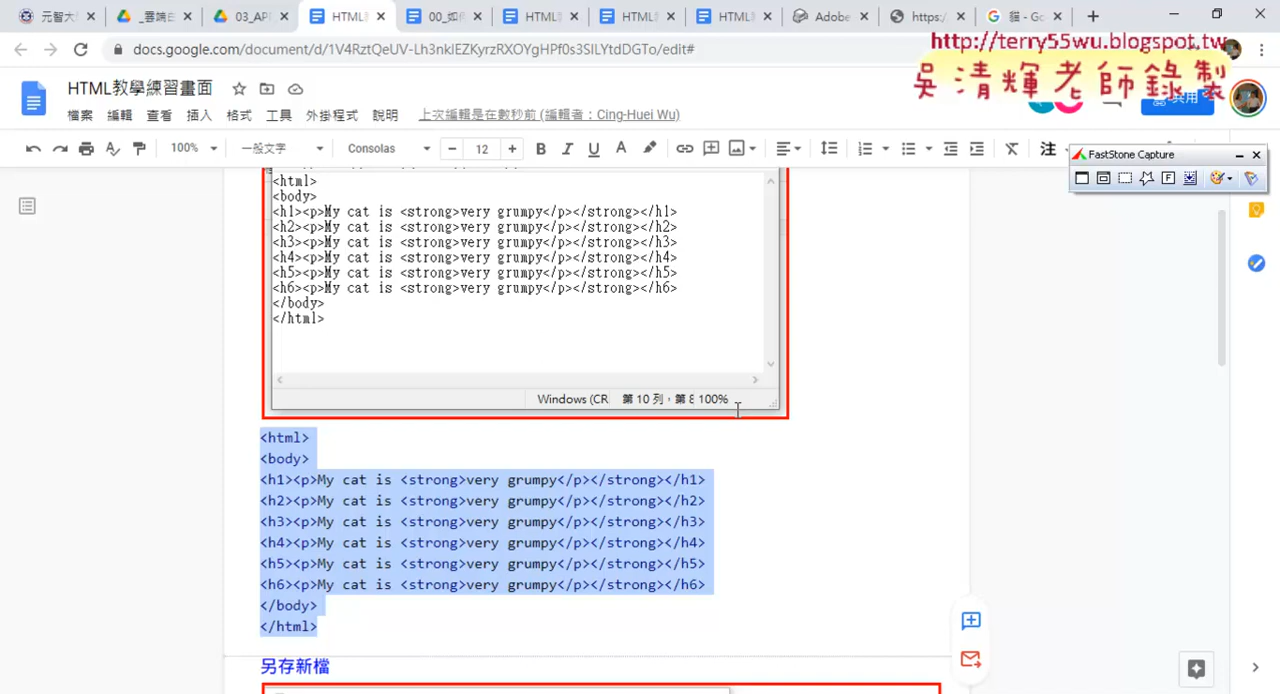 元智大
_雲端白
03_AP
HTML
00_如何
HTML
HTML
HTML
Adobe
https:/
貓 - Go
docs.google.com/document/d/1V4RztQeUV-Lh3nklEZKyrzRXOYgHPf0s3SILYtdDGTo/edit#
http://terry55wu.blogspot.tw
吳清輝老師錄製
HTML教學練習畫面
檔案 編輯 查看 插入 格式 工具 外掛程式 說明 上次編輯是在數秒前 (編輯者：Cing-Huei Wu)
共用
100% 一般文字 Consolas 12 B I U A 注
FastStone Capture
<html>
<body>
<h1><p>My cat is <strong>very grumpy</p></strong></h1>
<h2><p>My cat is <strong>very grumpy</p></strong></h2>
<h3><p>My cat is <strong>very grumpy</p></strong></h3>
<h4><p>My cat is <strong>very grumpy</p></strong></h4>
<h5><p>My cat is <strong>very grumpy</p></strong></h5>
<h6><p>My cat is <strong>very grumpy</p></strong></h6>
</body>
</html>
Windows (CR 第 10 列，第 8 100%
<html>
<body>
<h1><p>My cat is <strong>very grumpy</p></strong></h1>
<h2><p>My cat is <strong>very grumpy</p></strong></h2>
<h3><p>My cat is <strong>very grumpy</p></strong></h3>
<h4><p>My cat is <strong>very grumpy</p></strong></h4>
<h5><p>My cat is <strong>very grumpy</p></strong></h5>
<h6><p>My cat is <strong>very grumpy</p></strong></h6>
</body>
</html>
另存新檔